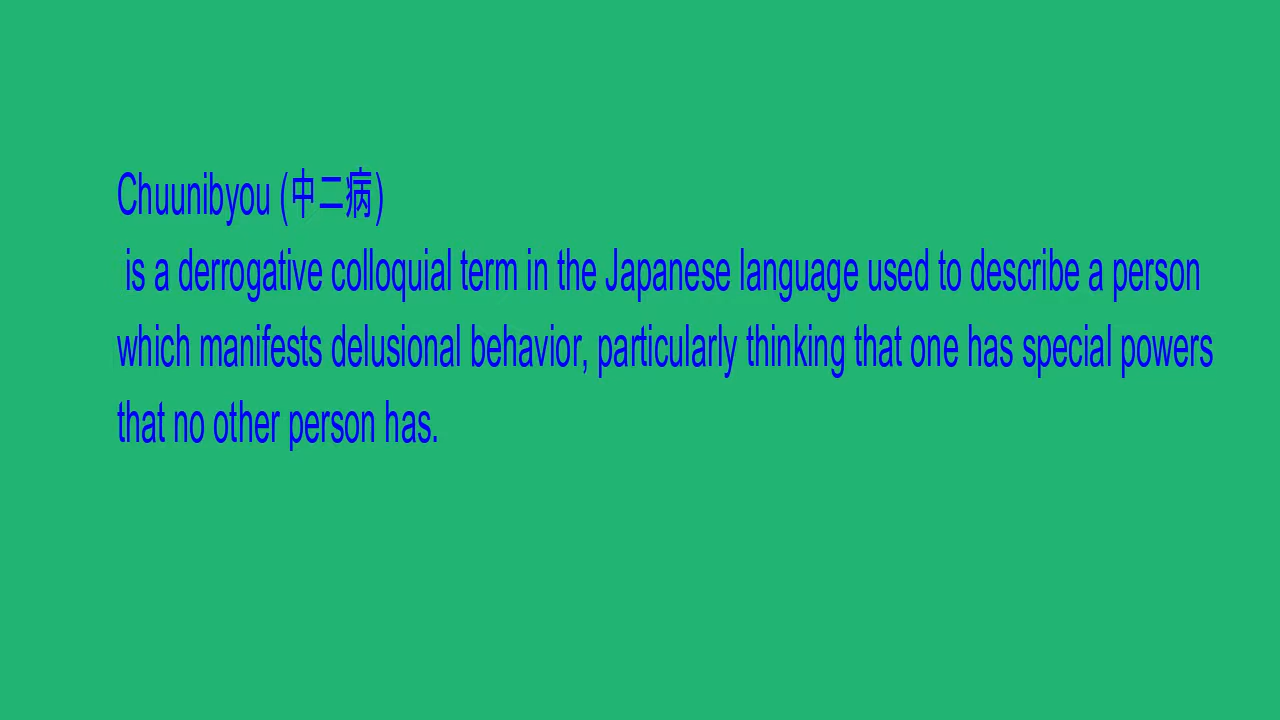 Chuunibyou (中二病)
is a derrogative colloquial term in the Japanese language used to describe a person
which manifests delusional behavior, particularly thinking that one has special powers
that no other person has.